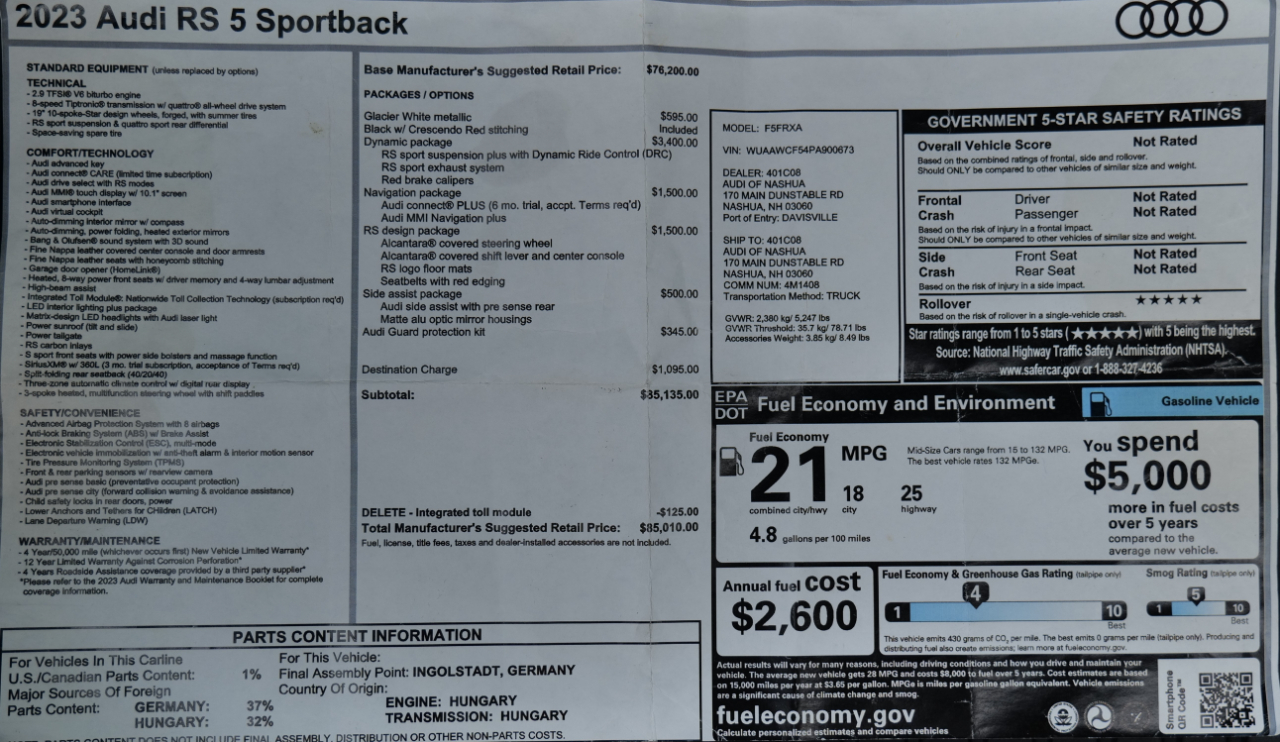 2023 Audi RS 5 Sportback
STANDARD EQUIPMENT (unless replaced by options)
TECHNICAL
- 2.9 TFSI® V6 biturbo engine
- 8-speed Tiptronic® transmission w/ quattro® all-wheel drive system
- 19" 10-spoke-Star design wheels, forged, with summer tires
- RS sport suspension & quattro sport rear differential
- Space-saving spare tire
COMFORT/TECHNOLOGY
- Audi advanced key
- Audi connect® CARE (limited time subscription)
- Audi drive select with RS modes
- Audi MMI® touch display w/ 10.1" screen
- Audi smartphone interface
- Audi virtual cockpit
- Auto-dimming interior mirror w/ compass
- Auto-dimming, power folding, heated exterior mirrors
- Bang & Olufsen® sound system with 3D sound
- Fine Nappa leather covered center console and door armrests
- Fine Nappa leather seats with honeycomb stitching
- Garage door opener (HomeLink®)
- Heated, 8-way power front seats w/ driver memory and 4-way lumbar adjustment
- High-beam assist
- Integrated Toll Module®: Nationwide Toll Collection Technology (subscription req'd)
- LED interior lighting plus package
- Matrix-design LED headlights with Audi laser light
- Power sunroof (tilt and slide)
- Power tailgate
- RS carbon inlays
- S sport front seats with power side bolsters and massage function
- SiriusXM® w/ 360L (3 mo. trial subscription, acceptance of Terms req'd)
- Split-folding rear seatback (40/20/40)
- Three-zone automatic climate control w/ digital rear display
- 3-spoke heated, multifunction steering wheel with shift paddles
SAFETY/CONVENIENCE
- Advanced Airbag Protection System with 8 airbags
- Anti-lock Braking System (ABS) w/ Brake Assist
- Electronic Stabilization Control (ESC), multi-mode
- Electronic vehicle immobilization w/ anti-theft alarm & interior motion sensor
- Tire Pressure Monitoring System (TPMS)
- Front & rear parking sensors w/ rearview camera
- Audi pre sense basic (preventative occupant protection)
- Audi pre sense city (forward collision warning & avoidance assistance)
- Child safety locks in rear doors, power
- Lower Anchors and Tethers for CHildren (LATCH)
- Lane Departure Warning (LDW)
WARRANTY/MAINTENANCE
- 4 Year/50,000 mile (whichever occurs first) New Vehicle Limited Warranty*
- 12 Year Limited Warranty Against Corrosion Perforation*
- 4 Years Roadside Assistance coverage provided by a third party supplier*
*Please refer to the 2023 Audi Warranty and Maintenance Booklet for complete
coverage information.
Base Manufacturer's Suggested Retail Price: $76,200.00
PACKAGES / OPTIONS
Glacier White metallic $595.00
Black w/ Crescendo Red stitching Included
Dynamic package $3,400.00
RS sport suspension plus with Dynamic Ride Control (DRC)
RS sport exhaust system
Red brake calipers
Navigation package $1,500.00
Audi connect® PLUS (6 mo. trial, accpt. Terms req'd)
Audi MMI Navigation plus
RS design package $1,500.00
Alcantara® covered steering wheel
Alcantara® covered shift lever and center console
RS logo floor mats
Seatbelts with red edging
Side assist package $500.00
Audi side assist with pre sense rear
Matte alu optic mirror housings
Audi Guard protection kit $345.00
Destination Charge $1,095.00
Subtotal: $85,135.00
DELETE - Integrated toll module -$125.00
Total Manufacturer's Suggested Retail Price: $85,010.00
Fuel, license, title fees, taxes and dealer-installed accessories are not included.
MODEL: F5FRXA
VIN: WUAAWCF54PA900673
DEALER: 401C08
AUDI OF NASHUA
170 MAIN DUNSTABLE RD
NASHUA, NH 03060
Port of Entry: DAVISVILLE
SHIP TO: 401C08
AUDI OF NASHUA
170 MAIN DUNSTABLE RD
NASHUA, NH 03060
COMM NUM: 4M1408
Transportation Method: TRUCK
GVWR: 2,380 kg/ 5,247 lbs
GVWR Threshold: 35.7 kg/ 78.71 lbs
Accessories Weight: 3.85 kg/ 8.49 lbs
GOVERNMENT 5-STAR SAFETY RATINGS
Overall Vehicle Score Not Rated
Based on the combined ratings of frontal, side and rollover.
Should ONLY be compared to other vehicles of similar size and weight.
Frontal Driver Not Rated
Crash Passenger Not Rated
Based on the risk of injury in a frontal impact.
Should ONLY be compared to other vehicles of similar size and weight.
Side Front Seat Not Rated
Crash Rear Seat Not Rated
Based on the risk of injury in a side impact.
Rollover ★★★★★
Based on the risk of rollover in a single-vehicle crash.
Star ratings range from 1 to 5 stars (★★★★★) with 5 being the highest.
Source: National Highway Traffic Safety Administration (NHTSA).
www.safercar.gov or 1-888-327-4236
EPA
DOT Fuel Economy and Environment Gasoline Vehicle
Fuel Economy
21 MPG
18 25
combined city/hwy city highway
4.8 gallons per 100 miles
Mid-Size Cars range from 15 to 132 MPG.
The best vehicle rates 132 MPGe.
You spend
$5,000
more in fuel costs
over 5 years
compared to the
average new vehicle.
Annual fuel COST
$2,600
Fuel Economy & Greenhouse Gas Rating (tailpipe only)
4
1 10
Best
Smog Rating (tailpipe only)
5
1 10
Best
This vehicle emits 430 grams of CO₂ per mile. The best emits 0 grams per mile (tailpipe only). Producing and
distributing fuel also create emissions; learn more at fueleconomy.gov.
Actual results will vary for many reasons, including driving conditions and how you drive and maintain your
vehicle. The average new vehicle gets 28 MPG and costs $8,000 to fuel over 5 years. Cost estimates are based
on 15,000 miles per year at $3.65 per gallon. MPGe is miles per gasoline gallon equivalent. Vehicle emissions
are a significant cause of climate change and smog.
fueleconomy.gov
Calculate personalized estimates and compare vehicles
Smartphone
QR Code™
PARTS CONTENT INFORMATION
For Vehicles In This Carline
U.S./Canadian Parts Content: 1%
Major Sources Of Foreign
Parts Content: GERMANY: 37%
HUNGARY: 32%
For This Vehicle:
Final Assembly Point: INGOLSTADT, GERMANY
Country Of Origin:
ENGINE: HUNGARY
TRANSMISSION: HUNGARY
PARTS CONTENT DOES NOT INCLUDE FINAL ASSEMBLY, DISTRIBUTION OR OTHER NON-PARTS COSTS.